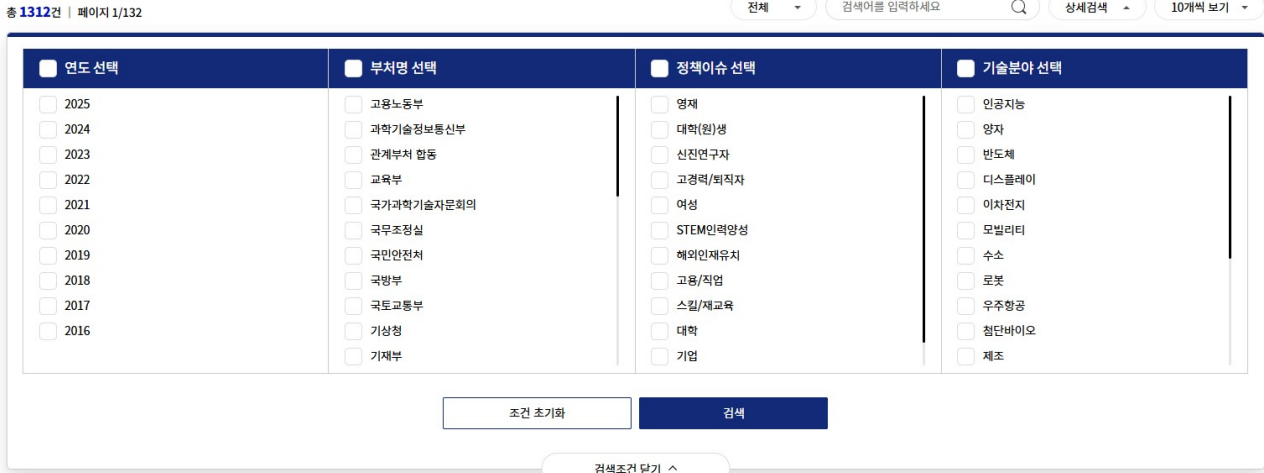 총 1312건 | 페이지 1/132
전체
검색어를 입력하세요
상세검색
10개씩 보기
연도 선택
2025
2024
2023
2022
2021
2020
2019
2018
2017
2016
부처명 선택
고용노동부
과학기술정보통신부
관계부처 합동
교육부
국가과학기술자문회의
국무조정실
국민안전처
국방부
국토교통부
기상청
기재부
정책이슈 선택
영재
대학(원)생
신진연구자
고경력/퇴직자
여성
STEM인력양성
해외인재유치
고용/직업
스킬/재교육
대학
기업
기술분야 선택
인공지능
양자
반도체
디스플레이
이차전지
모빌리티
수소
로봇
우주항공
첨단바이오
제조
조건 초기화
검색
검색조건 닫기